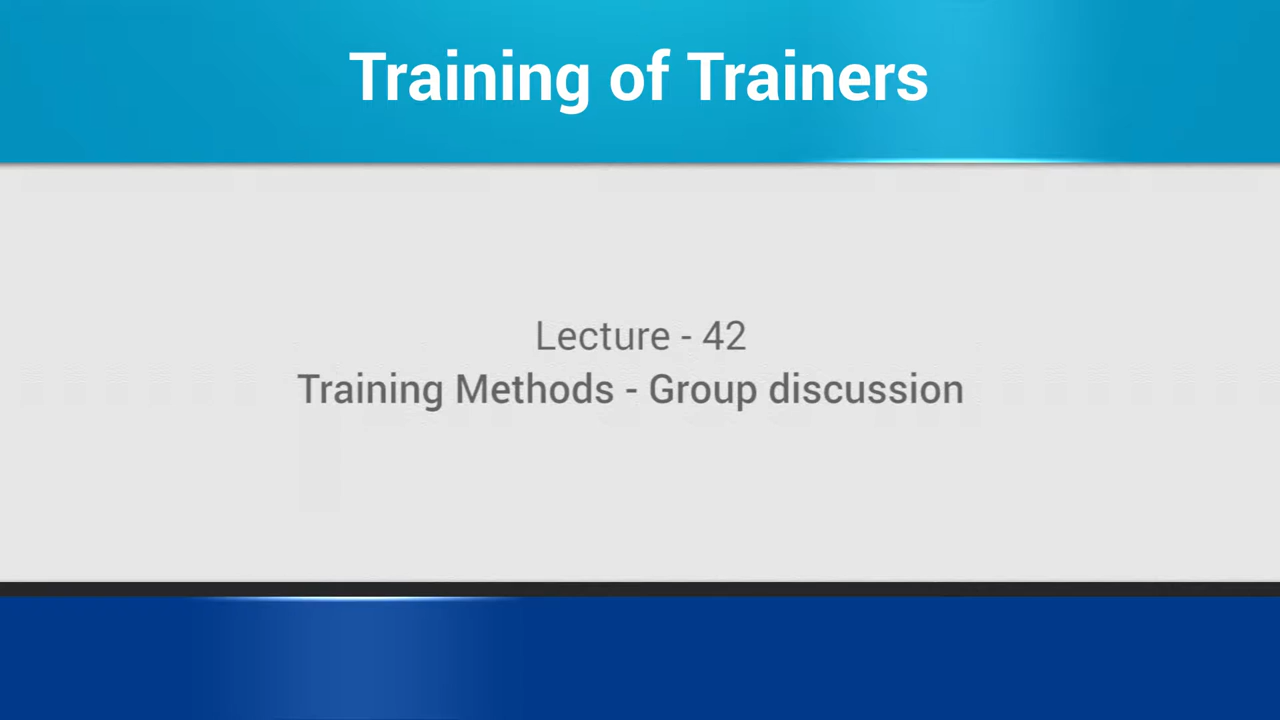 Training of Trainers
Lecture - 42
Training Methods - Group discussion